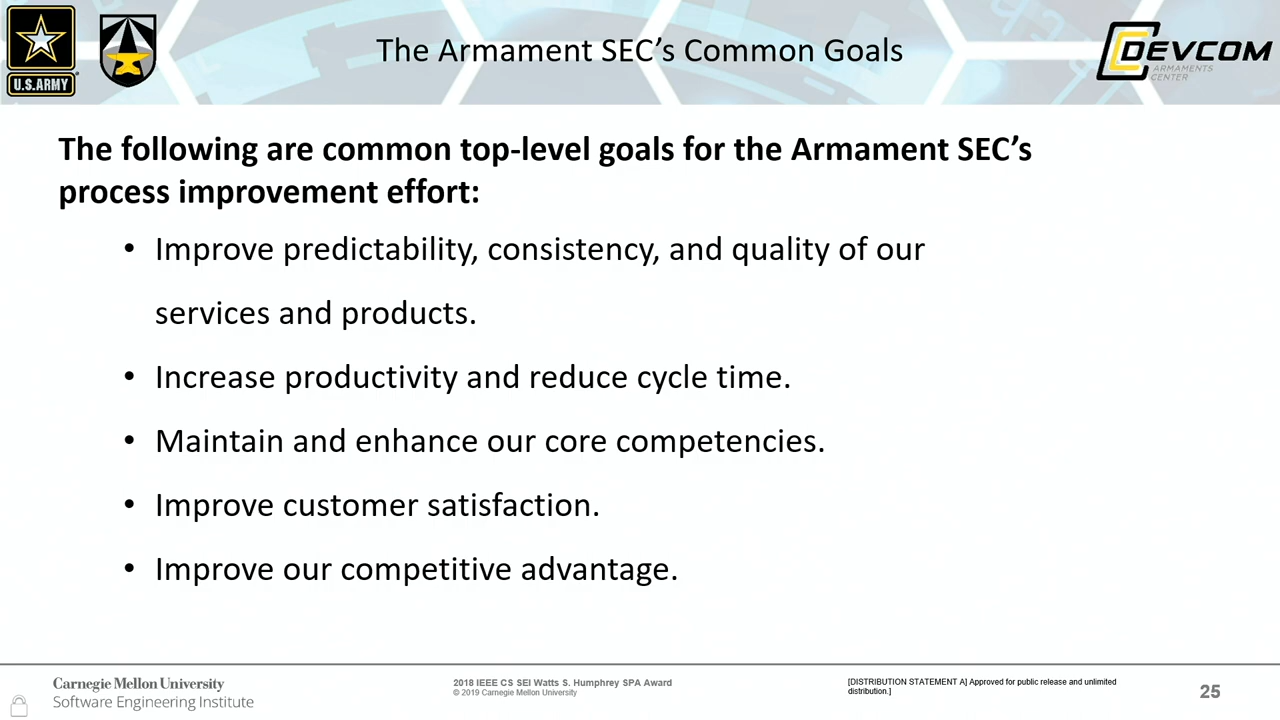 The Armament SEC's Common Goals
U.S.ARMY
DEVCOM
ARMAMENTS
CENTER
The following are common top-level goals for the Armament SEC's
process improvement effort:
• Improve predictability, consistency, and quality of our
services and products.
• Increase productivity and reduce cycle time.
• Maintain and enhance our core competencies.
• Improve customer satisfaction.
• Improve our competitive advantage.
Carnegie Mellon University
Software Engineering Institute
2018 IEEE CS SEI Watts S. Humphrey SPA Award
© 2019 Carnegie Mellon University
[DISTRIBUTION STATEMENT A] Approved for public release and unlimited
distribution.]
25